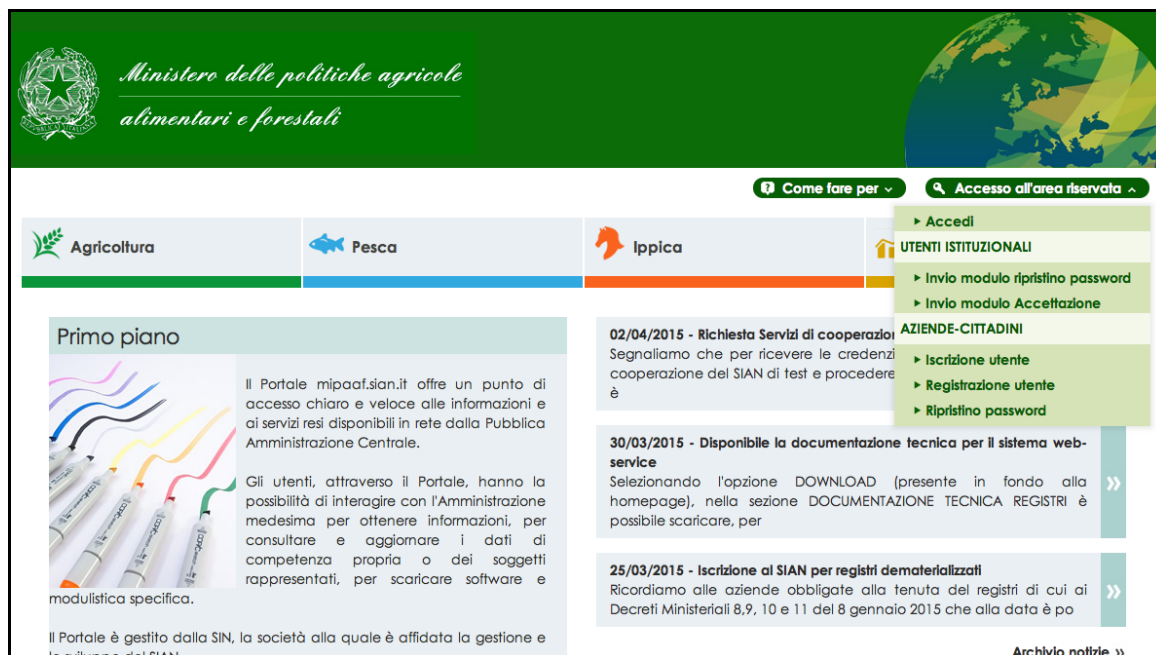 Ministero delle politiche agricole
alimentari e forestali
REPVBBLICA ITALIANA
Come fare per
Accesso all'area riservata
Accedi
UTENTI ISTITUZIONALI
Invio modulo ripristino password
Invio modulo Accettazione
AZIENDE-CITTADINI
Iscrizione utente
Registrazione utente
Ripristino password
Agricoltura
Pesca
Ippica
Primo piano
Il Portale mipaaf.sian.it offre un punto di
accesso chiaro e veloce alle informazioni e
ai servizi resi disponibili in rete dalla Pubblica
Amministrazione Centrale.
Gli utenti, attraverso il Portale, hanno la
possibilità di interagire con l'Amministrazione
medesima per ottenere informazioni, per
consultare e aggiornare i dati di
competenza propria o dei soggetti
rappresentati, per scaricare software e
modulistica specifica.
Il Portale è gestito dalla SIN, la società alla quale è affidata la gestione e
02/04/2015 - Richiesta Servizi di cooperazion
Segnaliamo che per ricevere le credenzi
cooperazione del SIAN di test e procedere
è
30/03/2015 - Disponibile la documentazione tecnica per il sistema web-
service
Selezionando l'opzione DOWNLOAD (presente in fondo alla
homepage), nella sezione DOCUMENTAZIONE TECNICA REGISTRI è
possibile scaricare, per
»
25/03/2015 - Iscrizione al SIAN per registri dematerializzati
Ricordiamo alle aziende obbligate alla tenuta del registri di cui ai
Decreti Ministeriali 8,9, 10 e 11 del 8 gennaio 2015 che alla data è po
»
Archivio notizie »